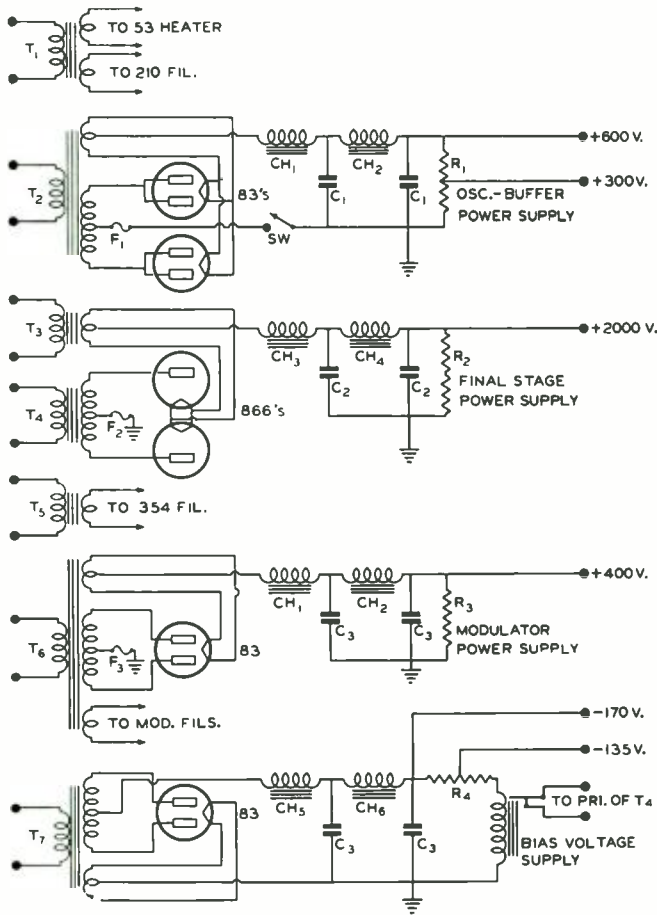 T1
TO 53 HEATER
TO 210 FIL.
T2
F1
83'S
SW
CH1
CH2
C1
C1
R1
+600 V.
+300 V.
OSC.-BUFFER
POWER SUPPLY
T3
T4
F2
866'S
CH3
CH4
C2
C2
R2
+2000 V.
FINAL STAGE
POWER SUPPLY
T5
TO 354 FIL.
T6
F3
83
CH1
CH2
C3
C3
R3
+400 V.
MODULATOR
POWER SUPPLY
TO MOD. FILS.
T7
83
CH5
CH6
C3
C3
R4
-170 V.
-135 V.
TO PRI. OF T4
BIAS VOLTAGE
SUPPLY